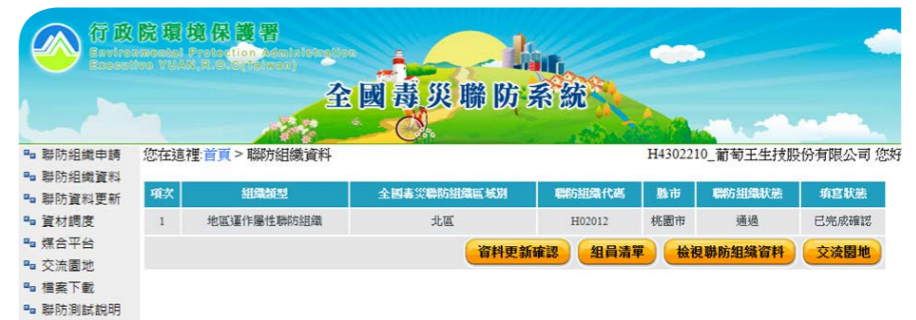 行政院環境保護署
Environmental Protection Administration
Executive YUAN,R.O.C(Taiwan)
全國毒災聯防系統
您在這裡:首頁 > 聯防組織資料
H4302210_葡萄王生技股份有限公司 您好
聯防組織申請
聯防組織資料
聯防資料更新
資材調度
媒合平台
交流園地
檔案下載
聯防測試說明
項次 組織類型 全國毒災聯防組織區域別 聯防組織代碼 縣市 聯防組織狀態 填寫狀態
1 地區運作屬性聯防組織 北區 H02012 桃園市 通過 已完成確認
資料更新確認 組員清單 檢視聯防組織資料 交流園地